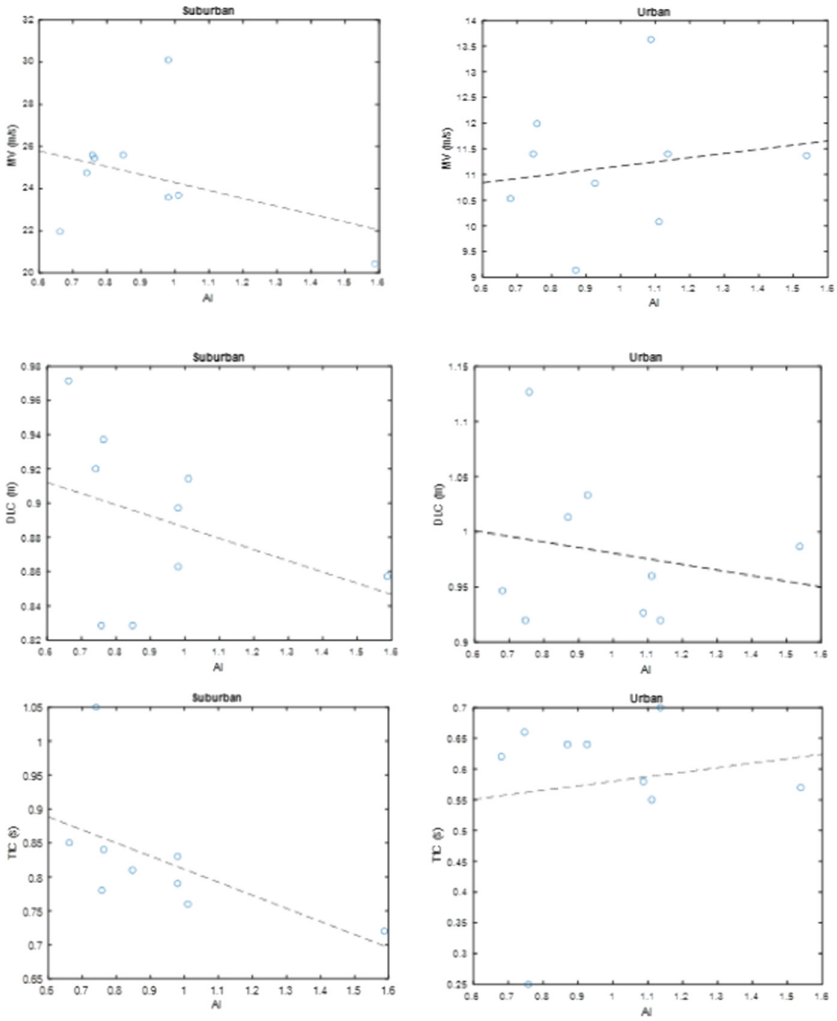 Suburban
32
30
28
26
24
22
20
MV (m/s)
0.6 0.7 0.8 0.9 1 1.1 1.2 1.3 1.4 1.5 1.6
AI
Urban
14
13.5
13
12.5
12
11.5
11
10.5
10
9.5
9
MV (m/s)
0.6 0.7 0.8 0.9 1 1.1 1.2 1.3 1.4 1.5 1.6
AI
Suburban
0.98
0.96
0.94
0.92
0.9
0.88
0.86
0.84
0.82
DLC (m)
0.6 0.7 0.8 0.9 1 1.1 1.2 1.3 1.4 1.5 1.6
AI
Urban
1.15
1.1
1.05
1
0.95
0.9
DLC (m)
0.6 0.7 0.8 0.9 1 1.1 1.2 1.3 1.4 1.5 1.6
AI
Suburban
1.05
1
0.95
0.9
0.85
0.8
0.75
0.7
0.65
TtC (s)
0.6 0.7 0.8 0.9 1 1.1 1.2 1.3 1.4 1.5 1.6
AI
Urban
0.7
0.65
0.6
0.55
0.5
0.45
0.4
0.35
0.3
0.25
TtC (s)
0.6 0.7 0.8 0.9 1 1.1 1.2 1.3 1.4 1.5 1.6
AI